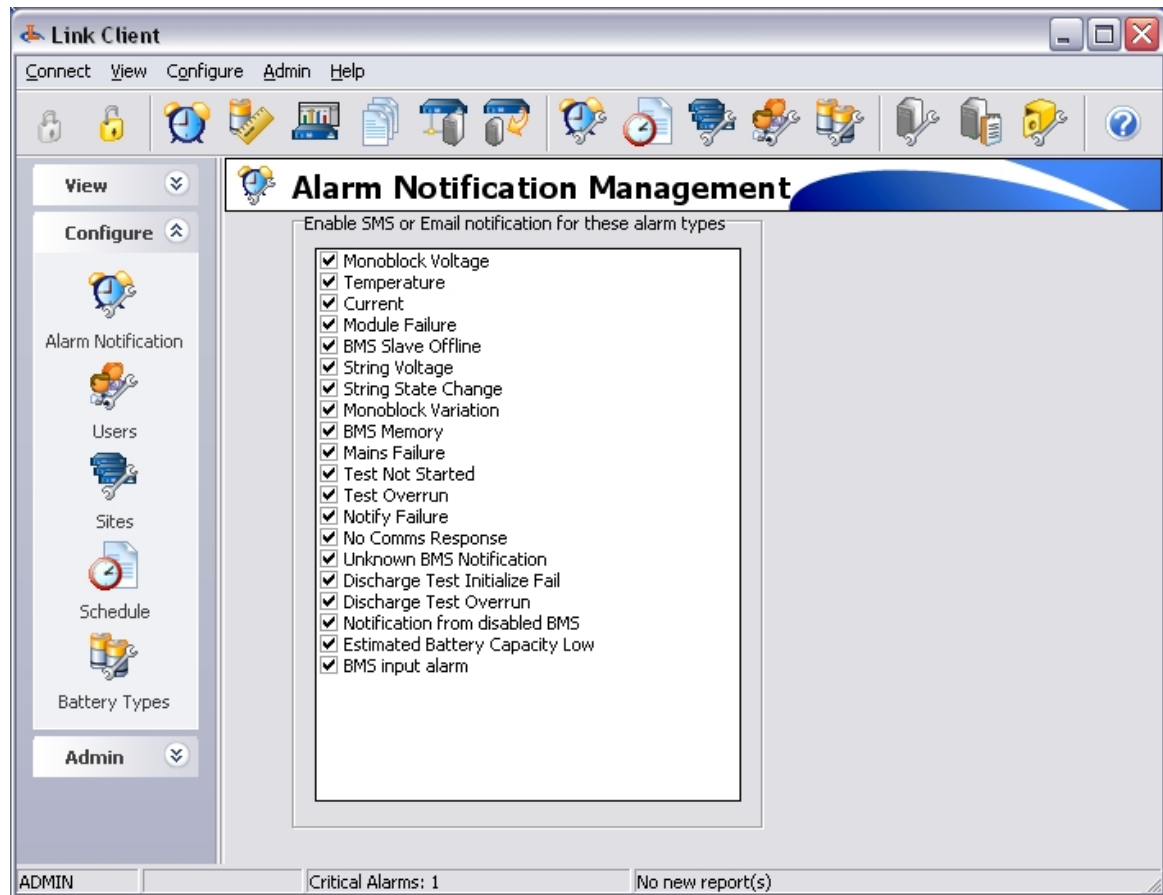 Link Client
Connect View Configure Admin Help
View
Configure
Alarm Notification
Users
Sites
Schedule
Battery Types
Admin
Alarm Notification Management
Enable SMS or Email notification for these alarm types
Monoblock Voltage
Temperature
Current
Module Failure
BMS Slave Offline
String Voltage
String State Change
Monoblock Variation
BMS Memory
Mains Failure
Test Not Started
Test Overrun
Notify Failure
No Comms Response
Unknown BMS Notification
Discharge Test Initialize Fail
Discharge Test Overrun
Notification from disabled BMS
Estimated Battery Capacity Low
BMS input alarm
ADMIN Critical Alarms: 1 No new report(s)